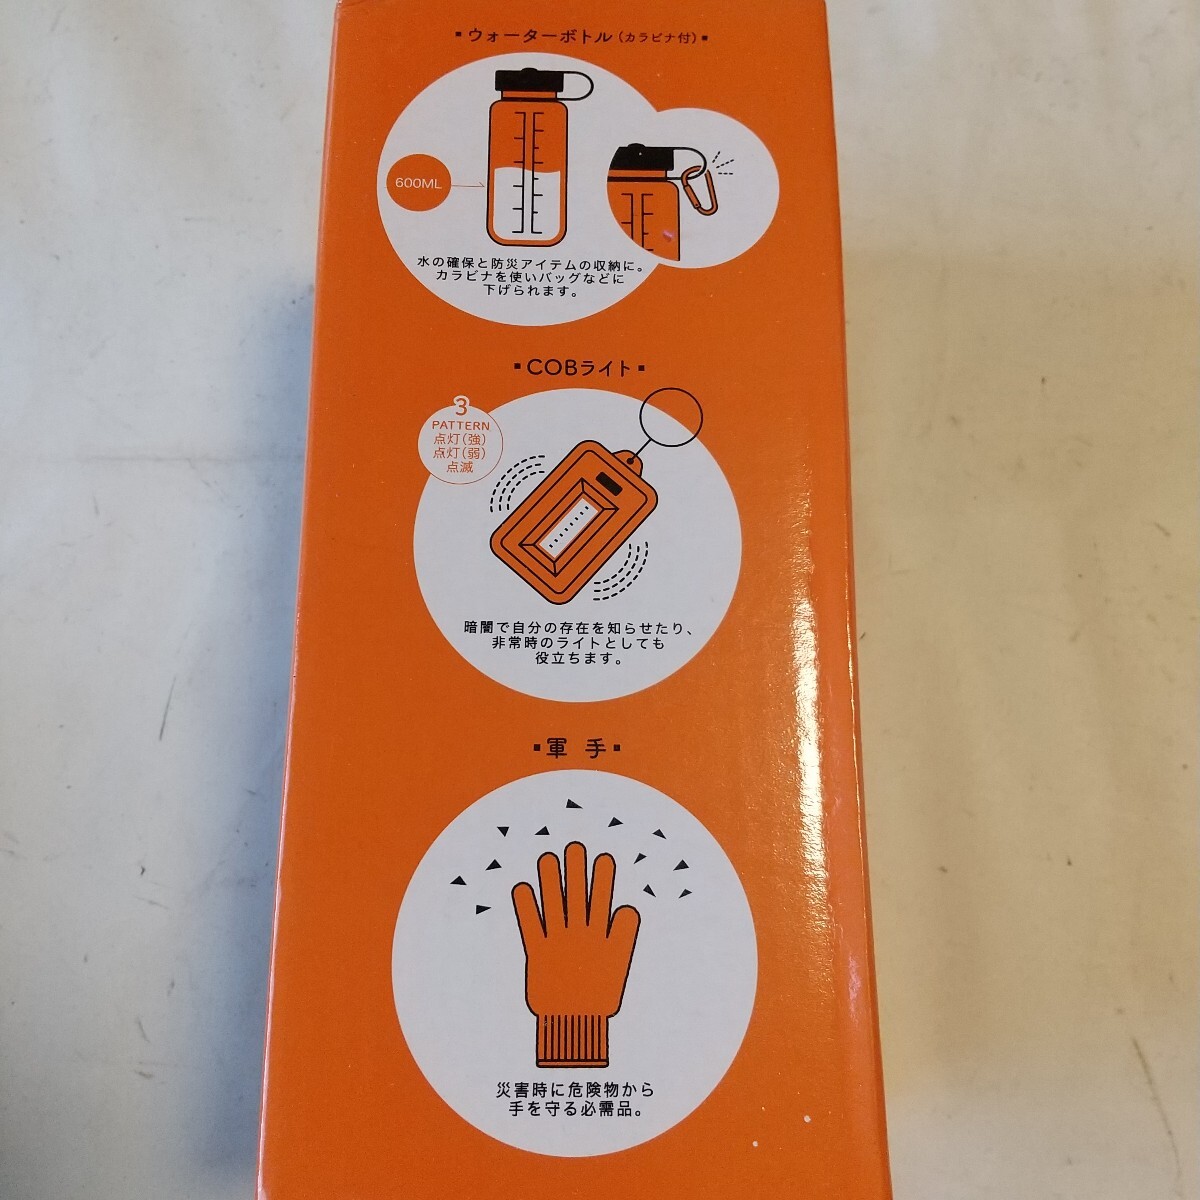 ▪ウォーターボトル（カラビナ付）▪
600ML
水の確保と防災アイテムの収納に。
カラビナを使いバッグなどに
下げられます。
▪COBライト▪
3
PATTERN
点灯（強）
点灯（弱）
点滅
暗闇で自分の存在を知らせたり、
非常時のライトとしても
役立ちます。
▪軍 手▪
災害時に危険物から
手を守る必需品。